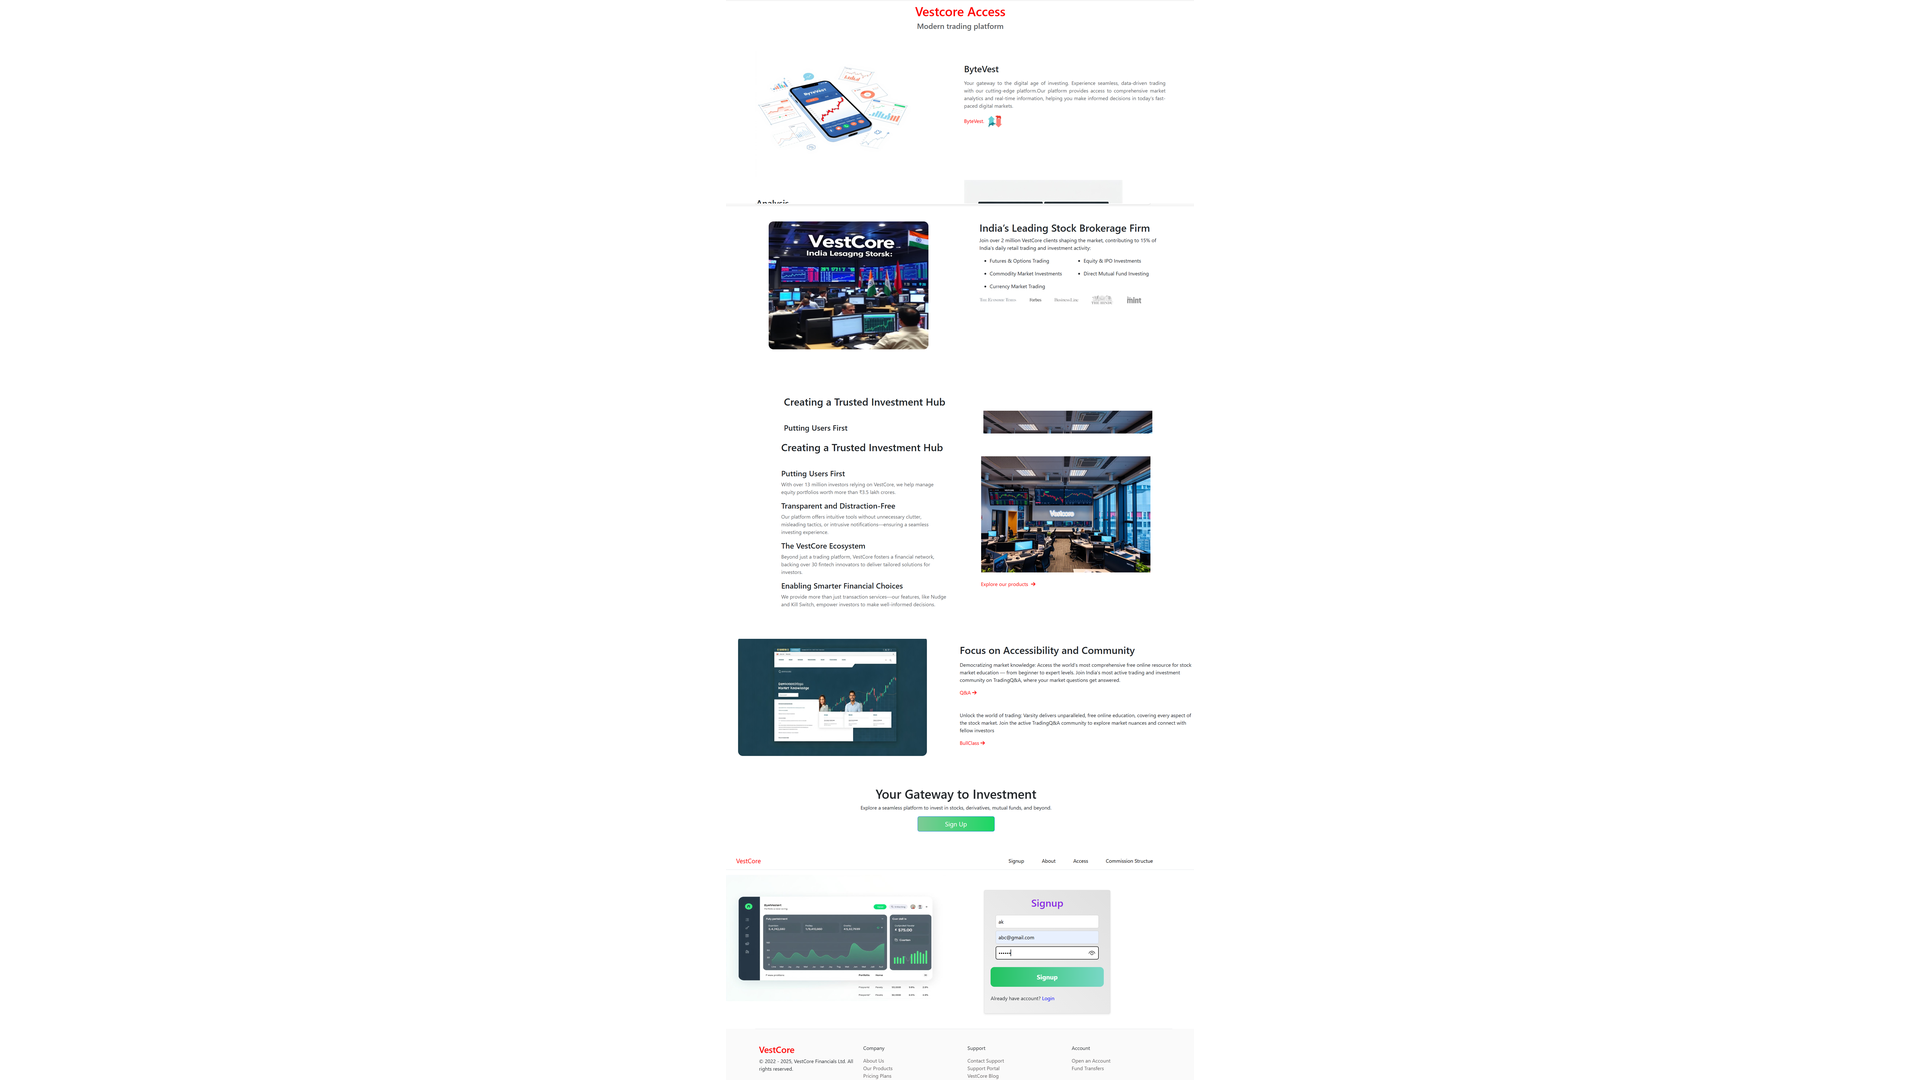 Vestcore Access
Modern trading platform
ByteVest
ByteVest
Your gateway to the digital age of investing. Experience seamless, data-driven trading
with our cutting-edge platform.Our platform provides access to comprehensive market
analytics and real-time information, helping you make informed decisions in today's fast-
paced digital markets.
ByteVest
Analysis
VestCore
India Lesagng Storsk:
India's Leading Stock Brokerage Firm
Join over 2 million VestCore clients shaping the market, contributing to 15% of
India's daily retail trading and investment activity:
Futures & Options Trading
Equity & IPO Investments
Commodity Market Investments
Direct Mutual Fund Investing
Currency Market Trading
The Economic Times
Forbes
BusinessLine
THE HINDU
mint
Creating a Trusted Investment Hub
Putting Users First
Creating a Trusted Investment Hub
Putting Users First
With over 13 million investors relying on VestCore, we help manage
equity portfolios worth more than ₹3.5 lakh crores.
Transparent and Distraction-Free
Our platform offers intuitive tools without unnecessary clutter,
misleading tactics, or intrusive notifications—ensuring a seamless
investing experience.
The VestCore Ecosystem
Beyond just a trading platform, VestCore fosters a financial network,
backing over 30 fintech innovators to deliver tailored solutions for
investors.
Enabling Smarter Financial Choices
We provide more than just transaction services—our features, like Nudge
and Kill Switch, empower investors to make well-informed decisions.
Vestcore
Explore our products
Market Knowledge
Focus on Accessibility and Community
Democratizing market knowledge: Access the world's most comprehensive free online resource for stock
market education — from beginner to expert levels. Join India's most active trading and investment
community on TradingQ&A, where your market questions get answered.
Q&A
Unlock the world of trading: Varsity delivers unparalleled, free online education, covering every aspect of
the stock market. Join the active TradingQ&A community to explore market nuances and connect with
fellow investors
BullClass
Your Gateway to Investment
Explore a seamless platform to invest in stocks, derivatives, mutual funds, and beyond.
Sign Up
VestCore
Signup
About
Access
Commission Structue
Signup
ak
abc@gmail.com
Signup
Already have account? Login
VestCore
© 2022 - 2025, VestCore Financials Ltd. All
rights reserved.
Company
About Us
Our Products
Pricing Plans
Support
Contact Support
Support Portal
VestCore Blog
Account
Open an Account
Fund Transfers